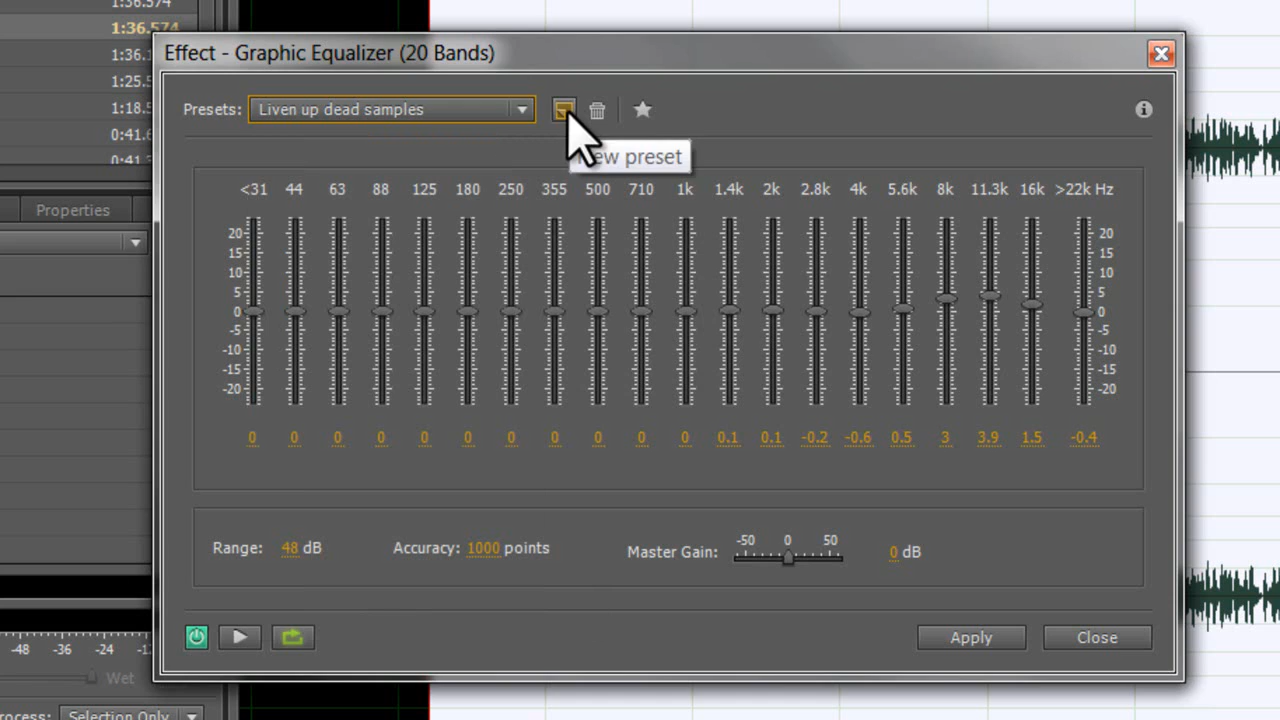 1:36.574
1:36.574
Effect - Graphic Equalizer (20 Bands)
1:36.1
1:25.5
Presets: Liven up dead samples
1:18.5
0:41.6
0:41.3
New preset
<31 44 63 88 125 180 250 355 500 710 1k 1.4k 2k 2.8k 4k 5.6k 8k 11.3k 16k >22k Hz
Properties
20 20
15 15
10 10
5 5
0 0
-5 -5
-10 -10
-15 -15
-20 -20
0 0 0 0 0 0 0 0 0 0 0 0.1 0.1 -0.2 -0.6 0.5 3 3.9 1.5 -0.4
-50 0 50
Range: 48 dB Accuracy: 1000 points Master Gain: 0 dB
Apply Close
-48 -36 -24 -12
Wet
rocess: Selection Only